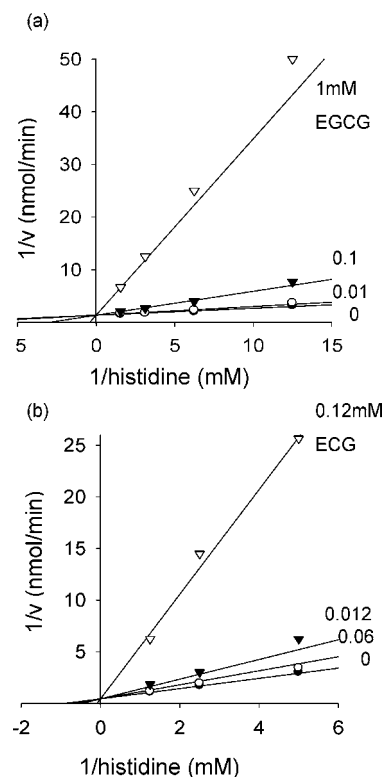 (a)
50
1mM
EGCG
40
30
20
10
0.1
0.01
0
1/v (nmol/min)
5 0 5 10 15
1/histidine (mM)
(b)
0.12mM
ECG
25
20
15
10
5
0.012
0.06
0
1/v (nmol/min)
-2 0 2 4 6
1/histidine (mM)